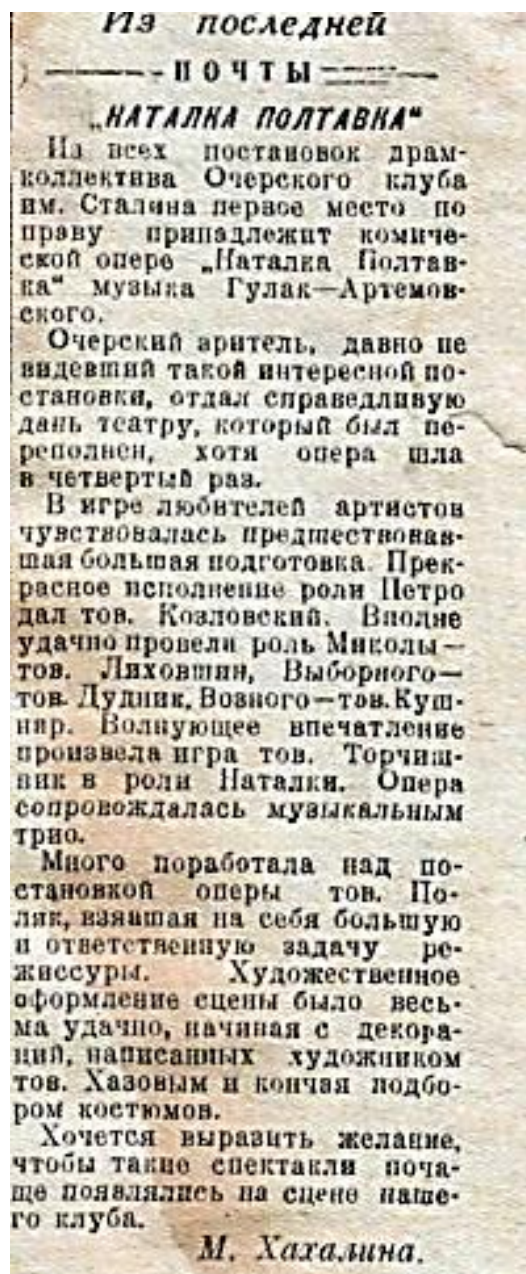 Из последней
ПОЧТЫ
„НАТАЛКА ПОЛТАВКА“
Из всех постановок драм-
коллектива Очерского клуба
им. Сталина первое место по
праву принадлежит комиче-
ской опере „Наталка Полтав-
ка“ музыка Гулак—Артемов-
ского.
Очерский зритель, давно не
видевший такой интересной по-
становки, отдал справедливую
дань театру, который был пе-
реполнен, хотя опера шла
в четвертый раз.
В игре любителей артистов
чувствовалась предшествовав-
шая большая подготовка. Прек-
расное исполнение роли Петро
дал тов. Козловский. Вполне
удачно провели роль Миколы—
тов. Ляховшин, Выборного—
тов. Дудник, Возного—тов. Куш-
нир. Волнующее впечатление
произвела игра тов. Торчиш-
ник в роли Наталки. Опера
сопровождалась музыкальным
трио.
Много поработала над по-
становкой оперы тов. По-
ляк, взявшая на себя большую
и ответственную задачу ре-
жиссуры. Художественное
оформление сцены было весь-
ма удачно, начиная с декора-
ций, написанных художником
тов. Хазовым и кончая подбо-
ром костюмов.
Хочется выразить желание,
чтобы такие спектакли поча-
ще появлялись на сцене наше-
го клуба.
М. Хахалина.